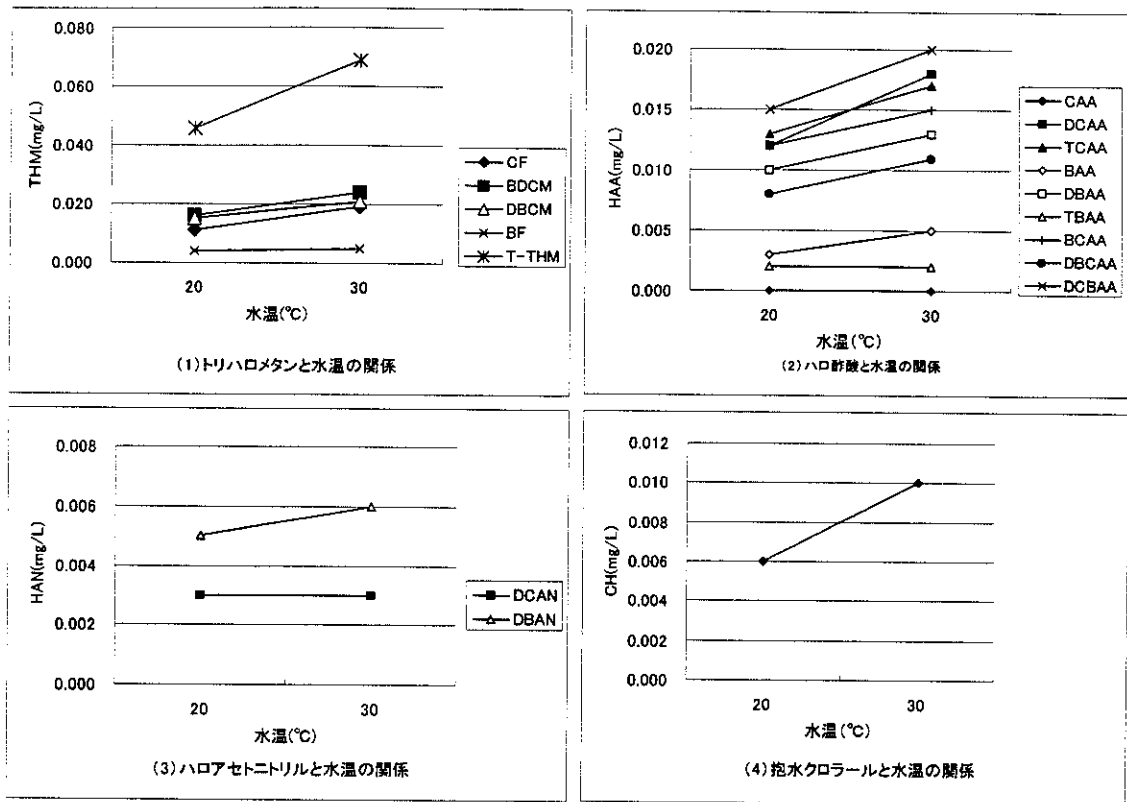 0.080
0.060
0.040
0.020
0.000
THM(mg/L)
20
30
水温(℃)
CF
BDCM
DBCM
BF
T-THM
(1)トリハロメタンと水温の関係
0.020
0.015
0.010
0.005
0.000
HAA(mg/L)
20
30
水温(℃)
CAA
DCAA
TCAA
BAA
DBAA
TBAA
BCAA
DBCAA
DCBAA
(2)ハロ酢酸と水温の関係
0.008
0.006
0.004
0.002
0.000
HAN(mg/L)
20
30
水温(℃)
DCAN
DBAN
(3)ハロアセトニトリルと水温の関係
0.012
0.010
0.008
0.006
0.004
0.002
0.000
CH(mg/L)
20
30
水温(℃)
(4)抱水クロラールと水温の関係